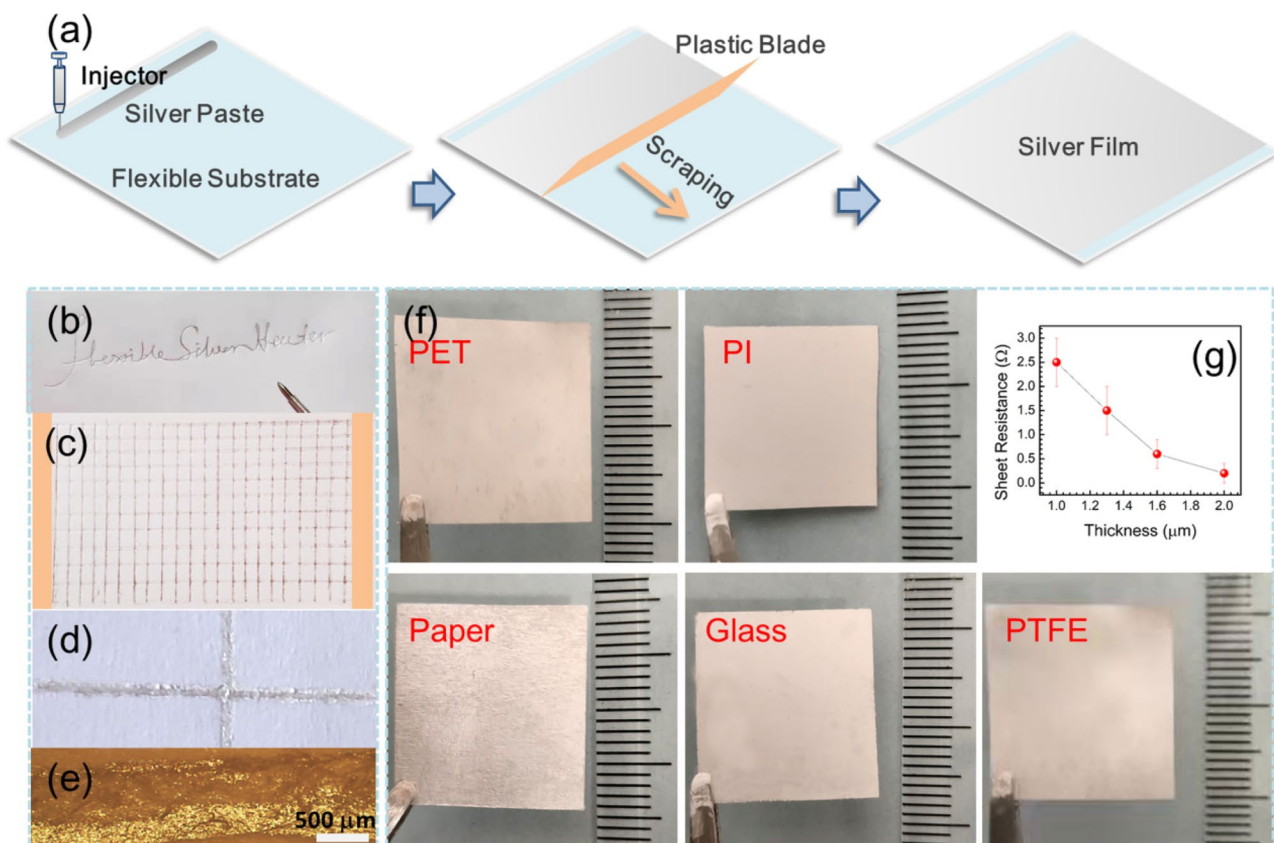 (a)
Injector
Silver Paste
Flexible Substrate
Plastic Blade
Scraping
Silver Film
(b)
Flexible Silver Heater
(c)
(d)
(e)
500 μm
(f)
PET
PI
(g)
Sheet Resistance (Ω)
3.0
2.5
2.0
1.5
1.0
0.5
0.0
1.0 1.2 1.4 1.6 1.8 2.0
Thickness (μm)
Paper
Glass
PTFE